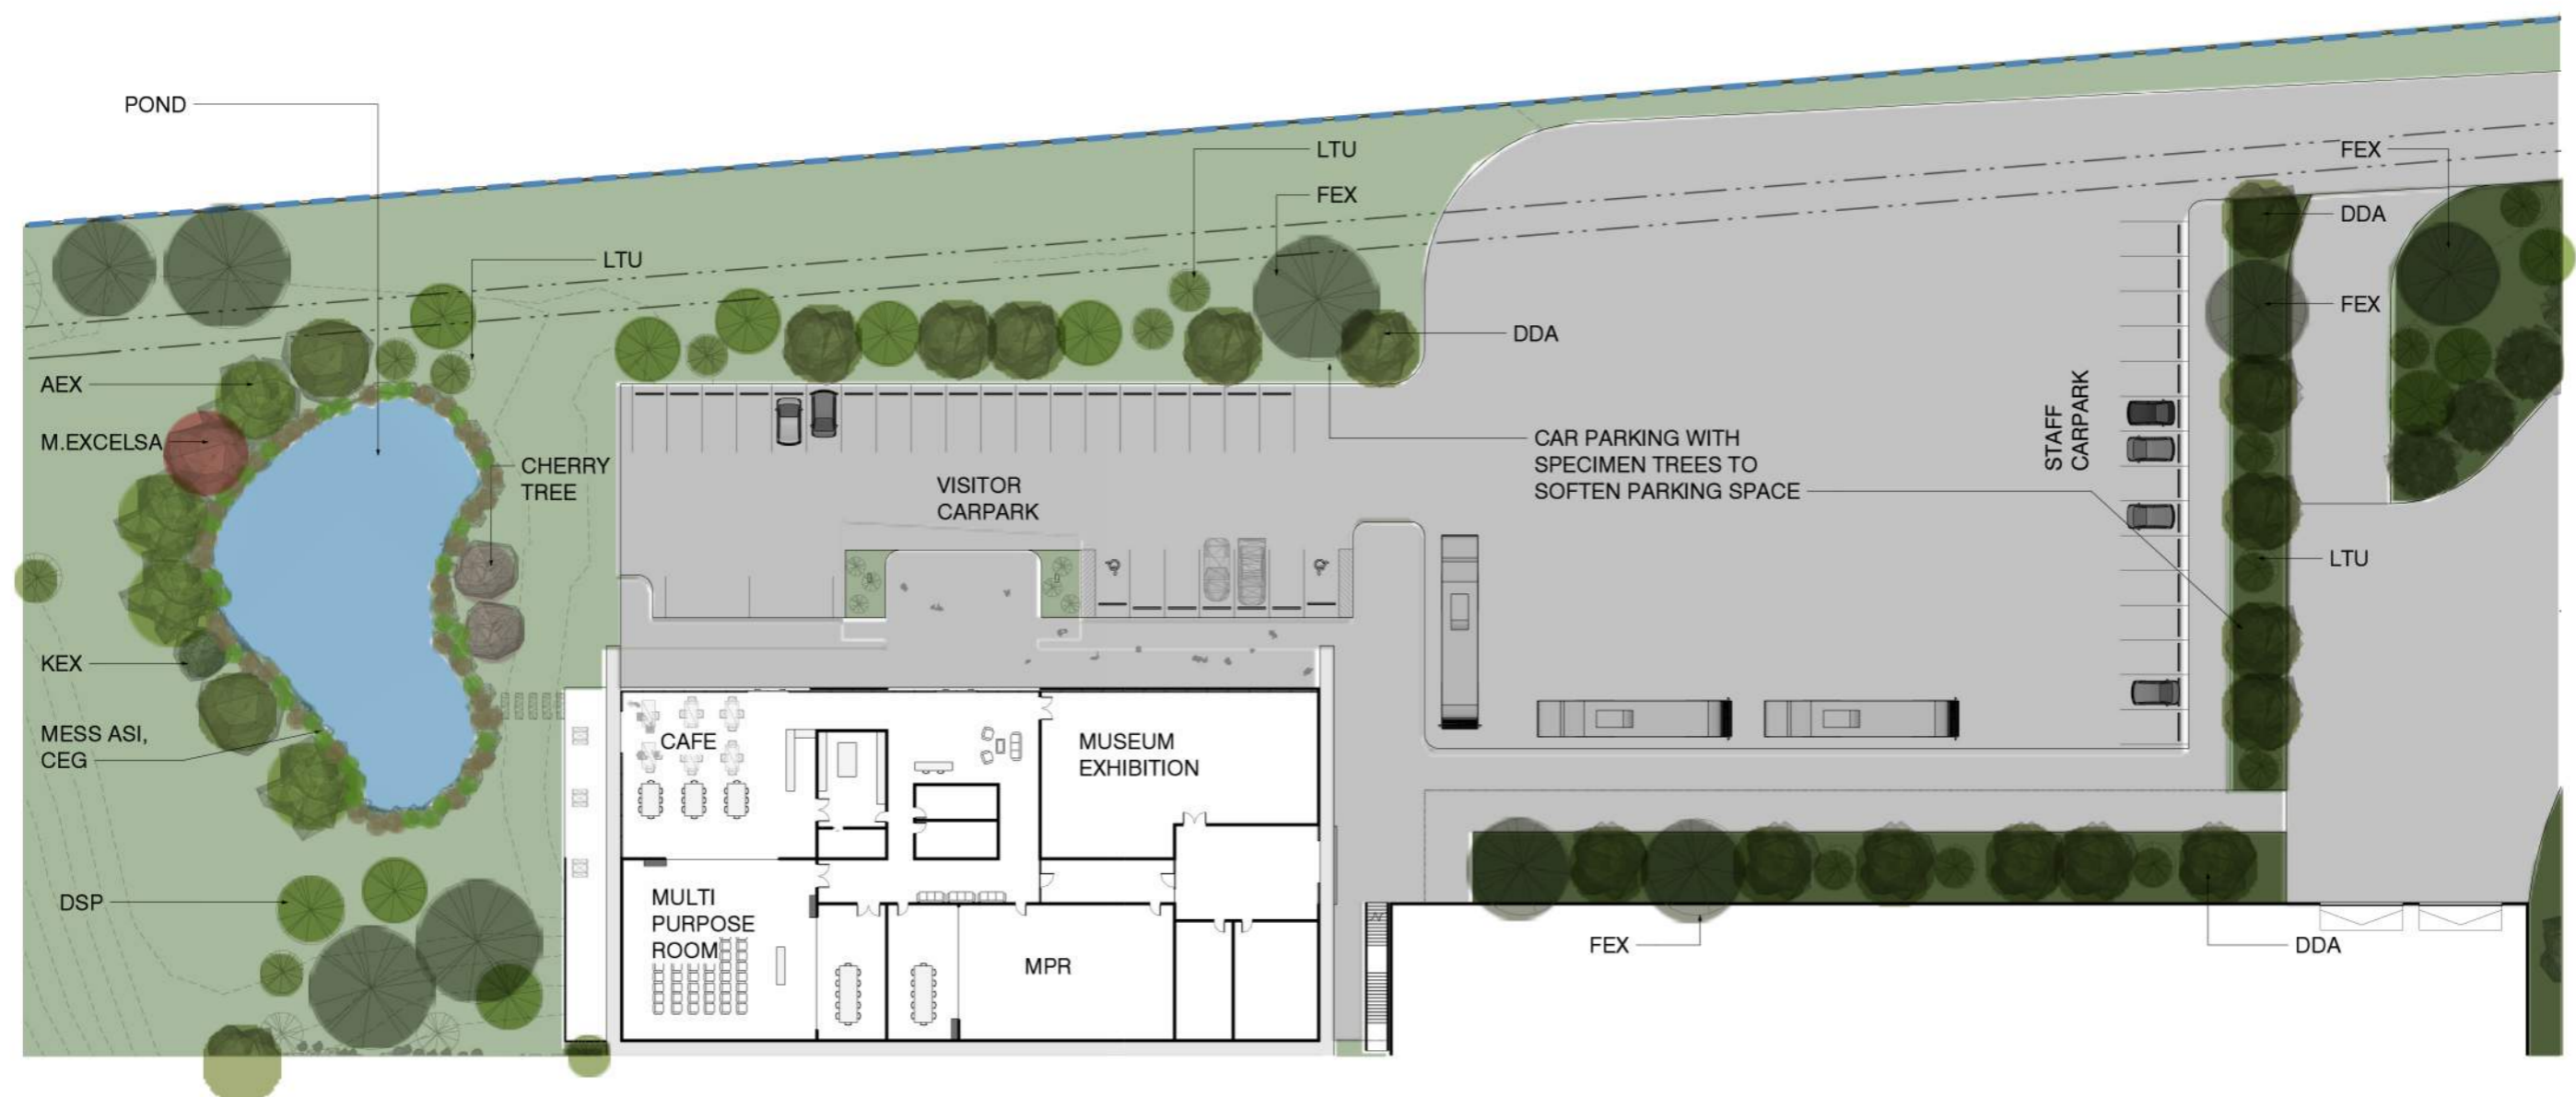 POND
LTU
FEX
FEX
LTU
DDA
FEX
DDA
AEX
M.EXCELSA
CHERRY
TREE
CAR PARKING WITH
SPECIMEN TREES TO
SOFTEN PARKING SPACE
STAFF
CARPARK
VISITOR
CARPARK
LTU
KEX
MESS ASI,
CEG
CAFE
MUSEUM
EXHIBITION
DSP
MULTI
PURPOSE
ROOM
MPR
FEX
DDA